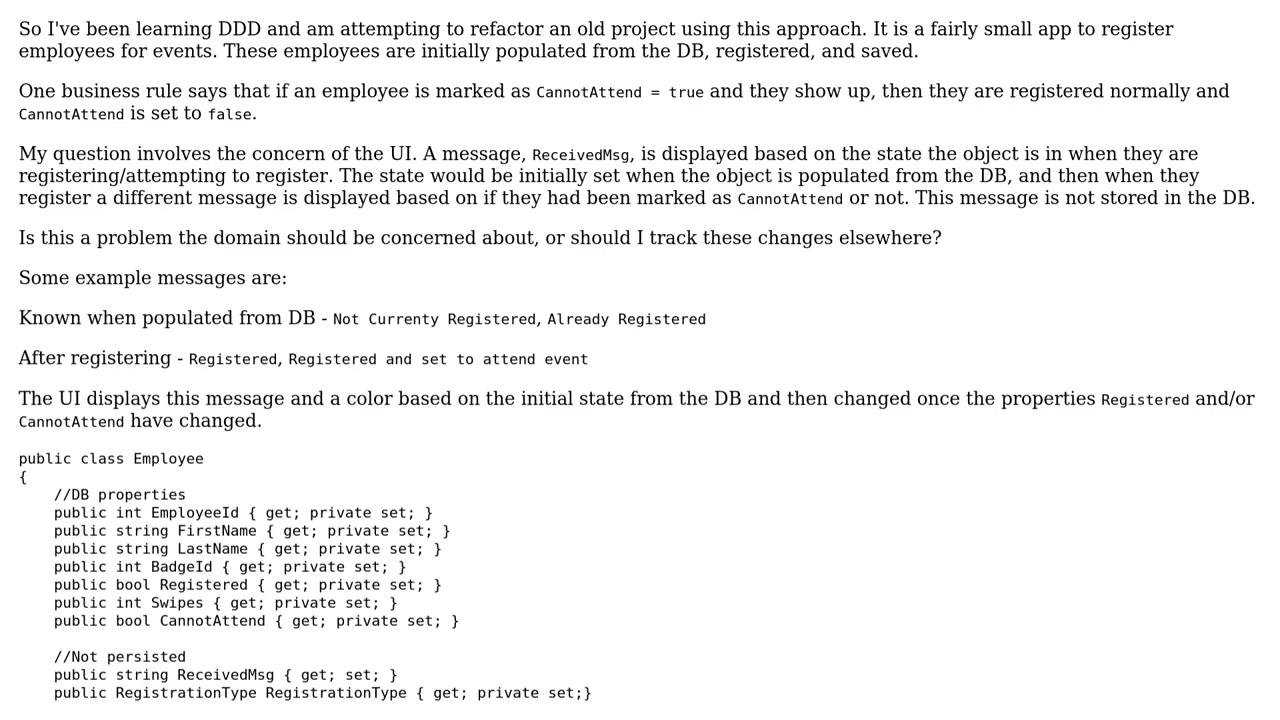 So I've been learning DDD and am attempting to refactor an old project using this approach. It is a fairly small app to register
employees for events. These employees are initially populated from the DB, registered, and saved.
One business rule says that if an employee is marked as CannotAttend = true and they show up, then they are registered normally and
CannotAttend is set to false.
My question involves the concern of the UI. A message, ReceivedMsg, is displayed based on the state the object is in when they are
registering/attempting to register. The state would be initially set when the object is populated from the DB, and then when they
register a different message is displayed based on if they had been marked as CannotAttend or not. This message is not stored in the DB.
Is this a problem the domain should be concerned about, or should I track these changes elsewhere?
Some example messages are:
Known when populated from DB - Not Currenty Registered, Already Registered
After registering - Registered, Registered and set to attend event
The UI displays this message and a color based on the initial state from the DB and then changed once the properties Registered and/or
CannotAttend have changed.
public class Employee
{
    //DB properties
    public int EmployeeId { get; private set; }
    public string FirstName { get; private set; }
    public string LastName { get; private set; }
    public int BadgeId { get; private set; }
    public bool Registered { get; private set; }
    public int Swipes { get; private set; }
    public bool CannotAttend { get; private set; }
    //Not persisted
    public string ReceivedMsg { get; set; }
    public RegistrationType RegistrationType { get; private set;}